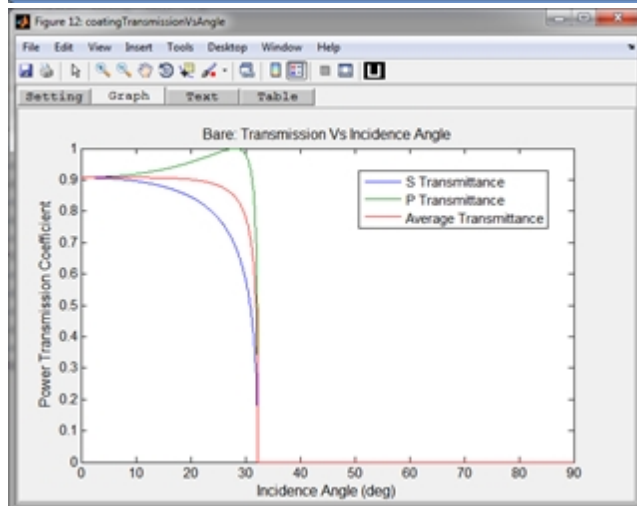 Figure 12: coatingTransmissionVsAngle
File Edit View Insert Tools Desktop Window Help
Setting Graph Text Table
Bare: Transmission Vs Incidence Angle
1
0.9
0.8
0.7
0.6
0.5
0.4
0.3
0.2
0.1
0
Power Transmission Coefficient
S Transmittance
P Transmittance
Average Transmittance
0 10 20 30 40 50 60 70 80 90
Incidence Angle (deg)